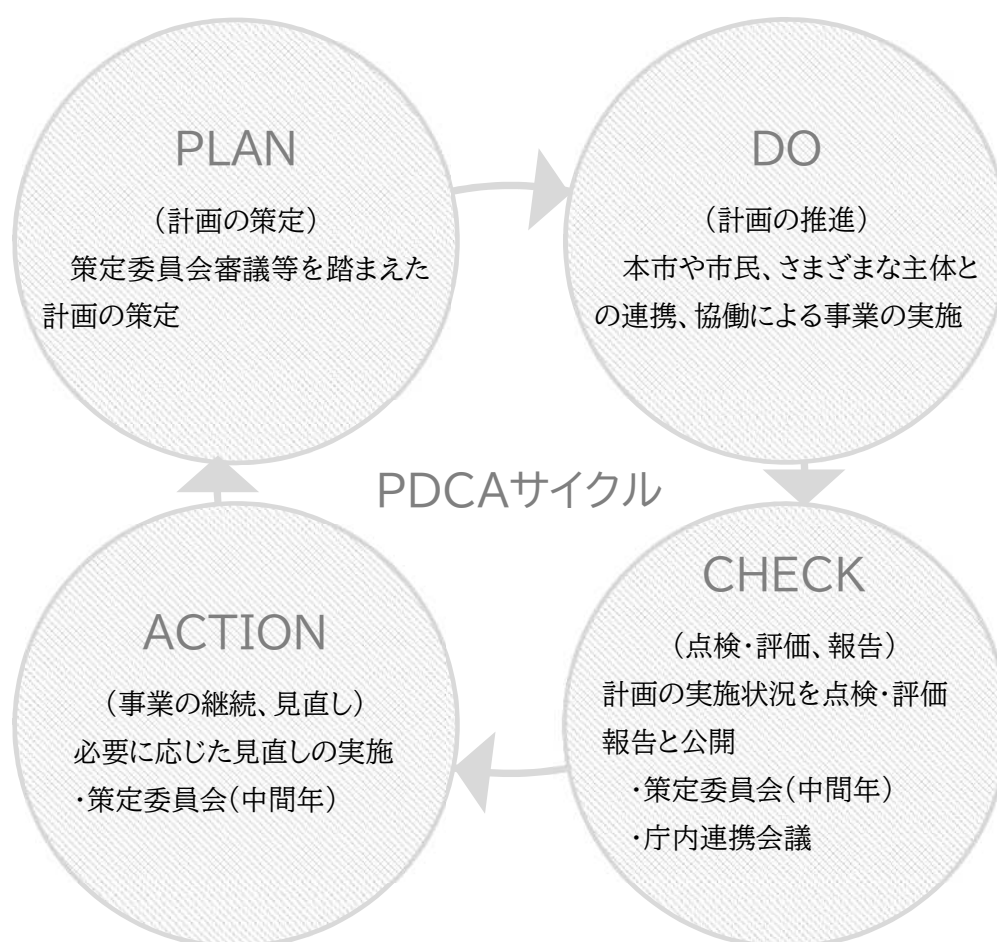 PLAN
（計画の策定）
策定委員会審議等を踏まえた
計画の策定
DO
（計画の推進）
本市や市民、さまざまな主体と
の連携、協働による事業の実施
PDCAサイクル
CHECK
（点検・評価、報告）
計画の実施状況を点検・評価
報告と公開
・策定委員会（中間年）
・庁内連携会議
ACTION
（事業の継続、見直し）
必要に応じた見直しの実施
・策定委員会（中間年）